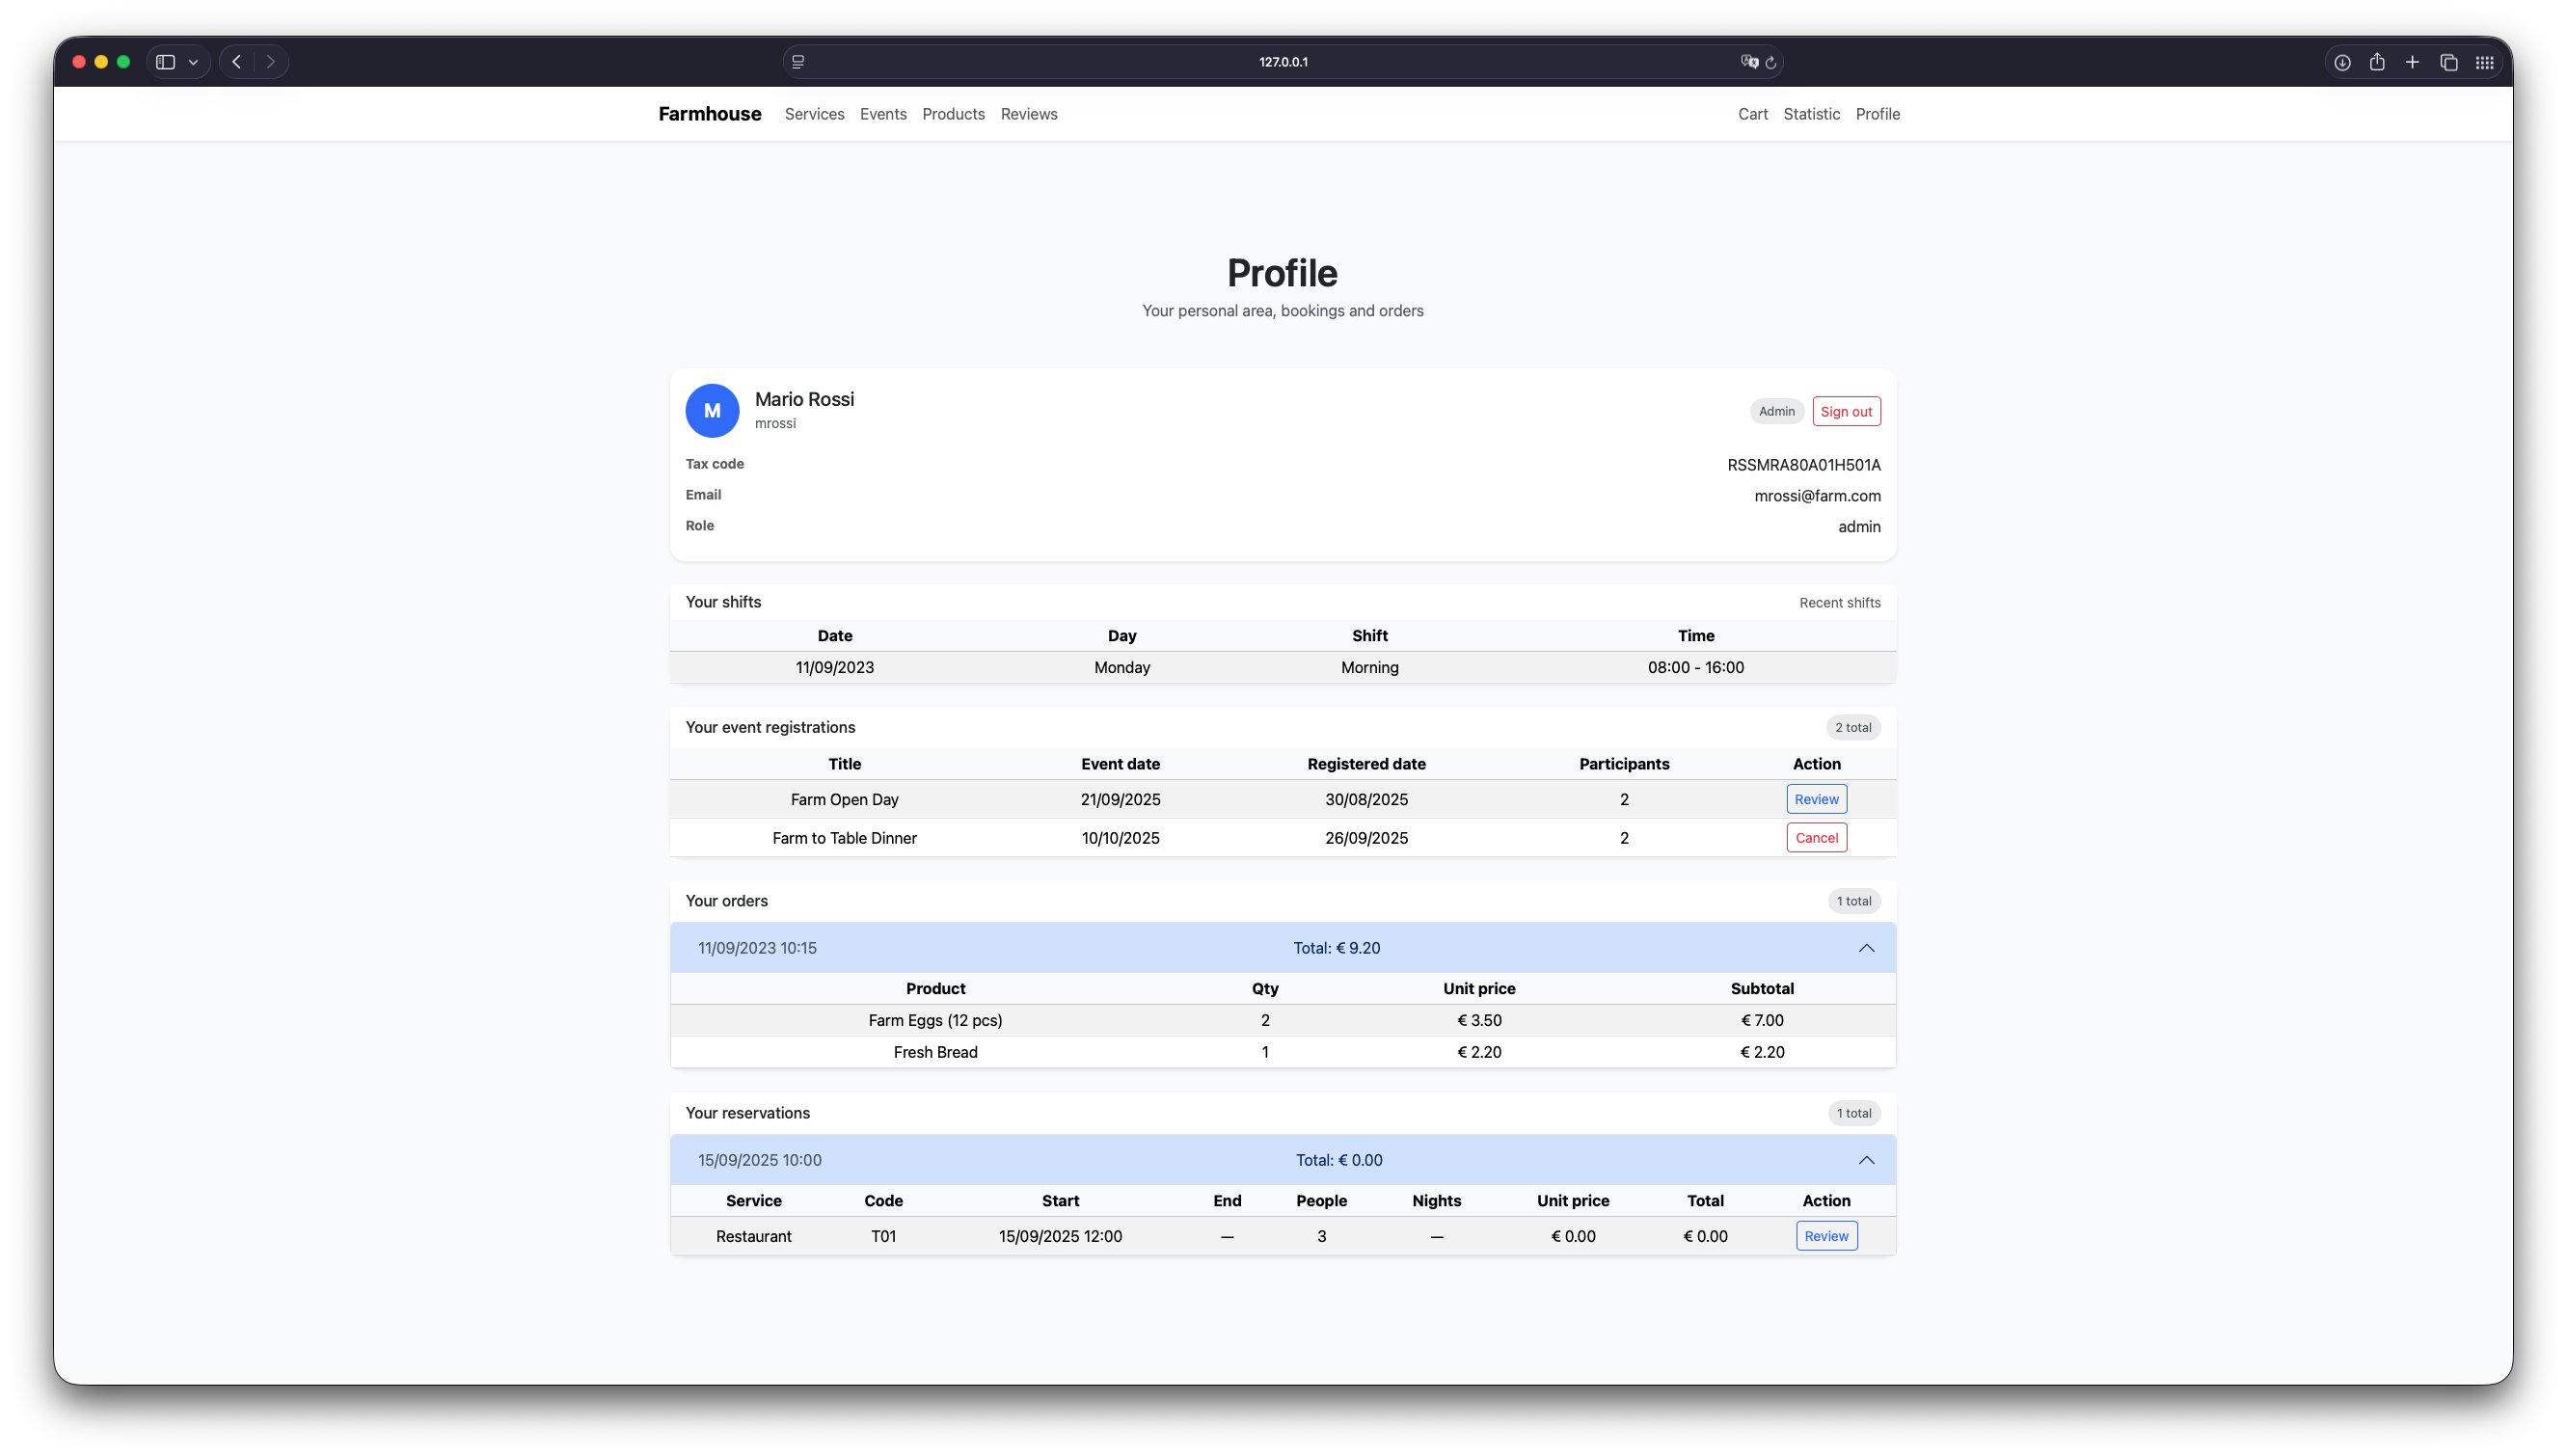 127.0.0.1
Farmhouse Services Events Products Reviews Cart Statistic Profile
Profile
Your personal area, bookings and orders
M
Mario Rossi
mrossi
Admin Sign out
Tax code RSSMRA80A01H501A
Email mrossi@farm.com
Role admin
Your shifts Recent shifts
Date Day Shift Time
11/09/2023 Monday Morning 08:00 - 16:00
Your event registrations 2 total
Title Event date Registered date Participants Action
Farm Open Day 21/09/2025 30/08/2025 2 Review
Farm to Table Dinner 10/10/2025 26/09/2025 2 Cancel
Your orders 1 total
11/09/2023 10:15 Total: € 9.20
Product Qty Unit price Subtotal
Farm Eggs (12 pcs) 2 € 3.50 € 7.00
Fresh Bread 1 € 2.20 € 2.20
Your reservations 1 total
15/09/2025 10:00 Total: € 0.00
Service Code Start End People Nights Unit price Total Action
Restaurant T01 15/09/2025 12:00 — 3 — € 0.00 € 0.00 Review